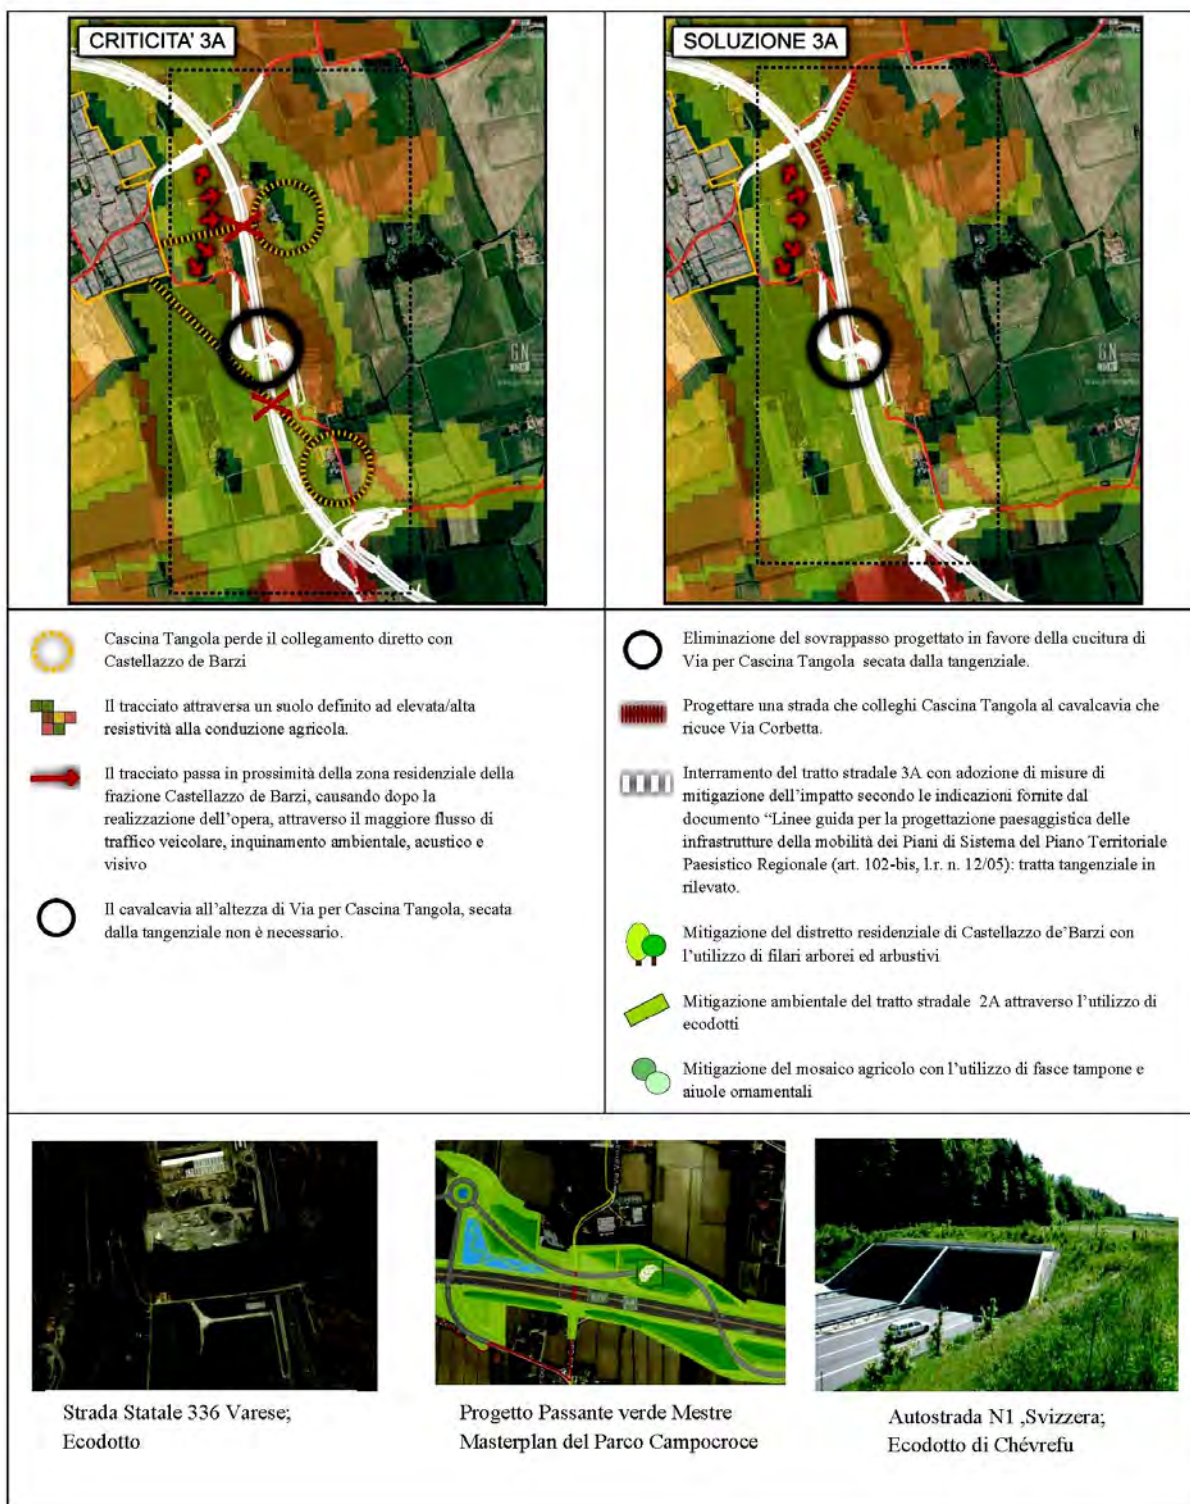 CRITICITA' 3A
SOLUZIONE 3A
Cascina Tangola perde il collegamento diretto con
Castellazzo de Barzi
Il tracciato attraversa un suolo definito ad elevata/alta
resistività alla conduzione agricola.
Il tracciato passa in prossimità della zona residenziale della
frazione Castellazzo de Barzi, causando dopo la
realizzazione dell'opera, attraverso il maggiore flusso di
traffico veicolare, inquinamento ambientale, acustico e
visivo
Il cavalcavia all'altezza di Via per Cascina Tangola, secata
dalla tangenziale non è necessario.
Eliminazione del sovrappasso progettato in favore della cucitura di
Via per Cascina Tangola secata dalla tangenziale.
Progettare una strada che colleghi Cascina Tangola al cavalcavia che
ricuce Via Corbetta.
Interramento del tratto stradale 3A con adozione di misure di
mitigazione dell'impatto secondo le indicazioni fornite dal
documento “Linee guida per la progettazione paesaggistica delle
infrastrutture della mobilità dei Piani di Sistema del Piano Territoriale
Paesistico Regionale (art. 102-bis, l.r. n. 12/05): tratta tangenziale in
rilevato.
Mitigazione del distretto residenziale di Castellazzo de'Barzi con
l'utilizzo di filari arborei ed arbustivi
Mitigazione ambientale del tratto stradale 2A attraverso l'utilizzo di
ecodotti
Mitigazione del mosaico agricolo con l'utilizzo di fasce tampone e
aiuole ornamentali
Strada Statale 336 Varese;
Ecodotto
Progetto Passante verde Mestre
Masterplan del Parco Campocroce
Autostrada N1 ,Svizzera;
Ecodotto di Chévrefu